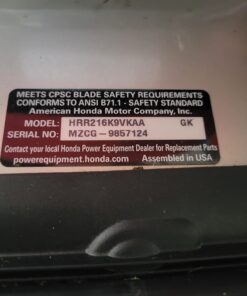 MEETS CPSC BLADE SAFETY REQUIREMENTS
CONFORMS TO ANSI B71.1 - SAFETY STANDARD
American Honda Motor Company, Inc.
MODEL: HRR216K9VKAA GK
SERIAL NO: MZCG-9857124
Contact your local Honda Power Equipment Dealer for Replacement Parts
powerequipment.honda.com Assembled in USA